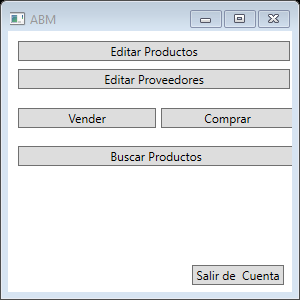 ABM
Editar Productos
Editar Proveedores
Vender
Comprar
Buscar Productos
Salir de  Cuenta